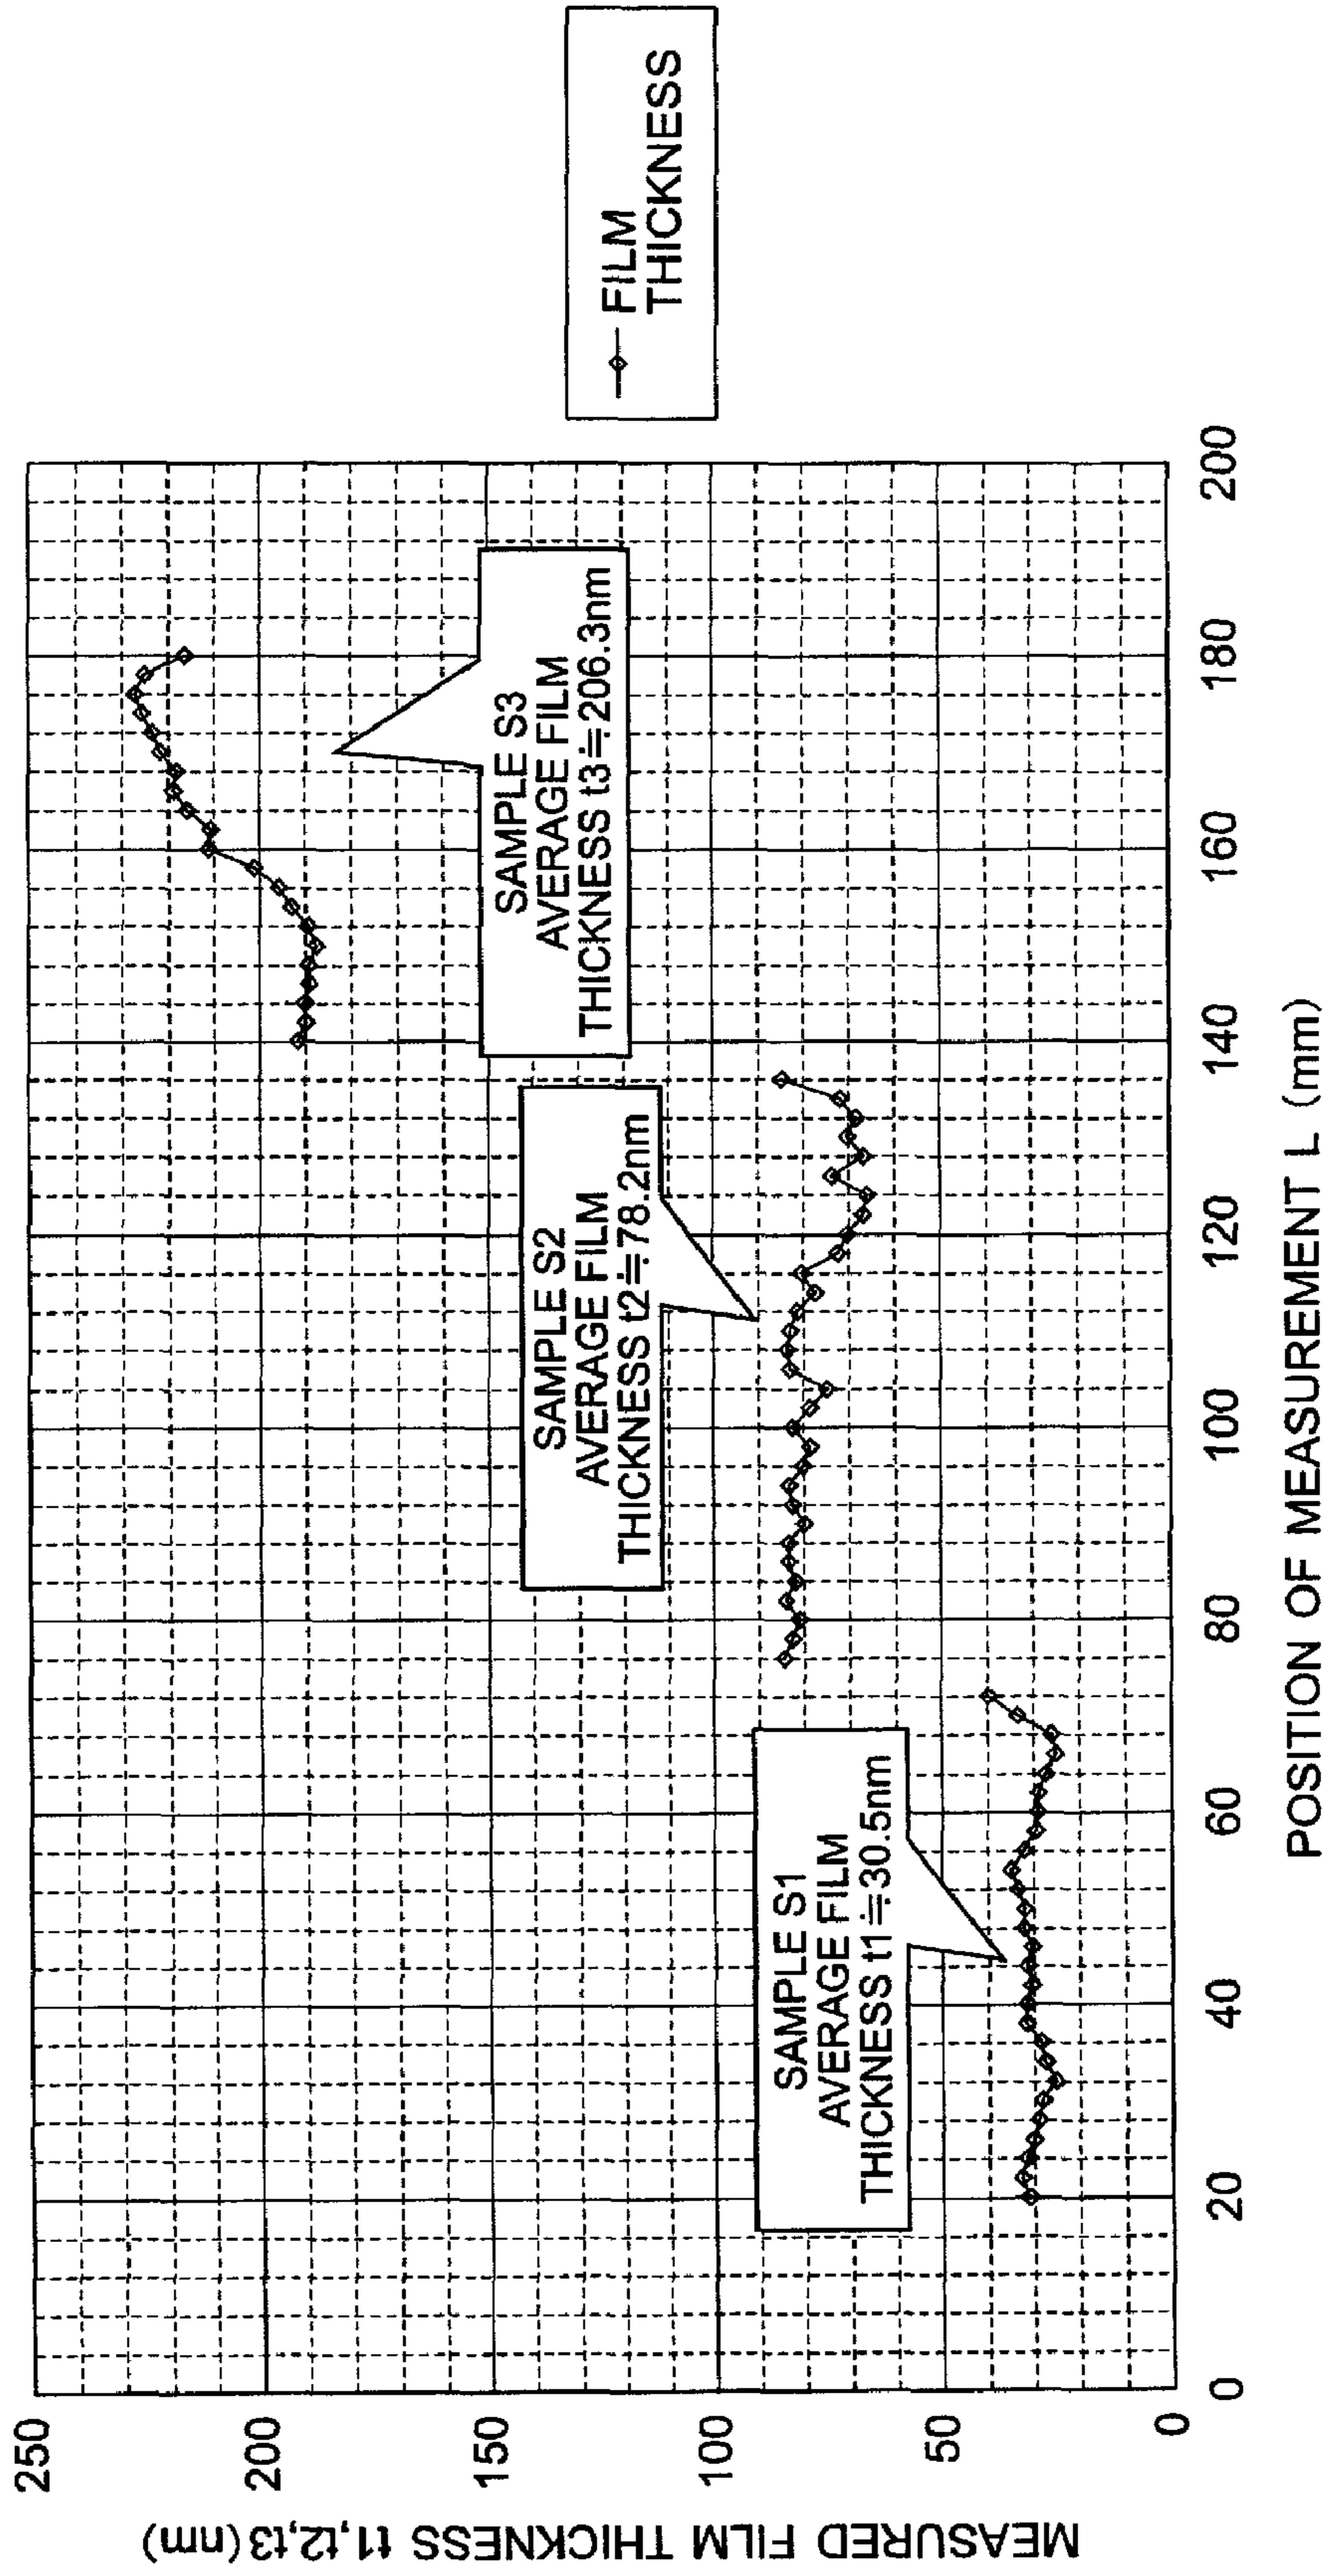 MEASURED FILM THICKNESS t1,t2,t3(nm)
250
200
150
100
50
0
SAMPLE S1
AVERAGE FILM
THICKNESS t1≒30.5nm
SAMPLE S2
AVERAGE FILM
THICKNESS t2≒78.2nm
SAMPLE S3
AVERAGE FILM
THICKNESS t3≒206.3nm
FILM
THICKNESS
0
20
40
60
80
100
120
140
160
180
200
POSITION OF MEASUREMENT L (mm)